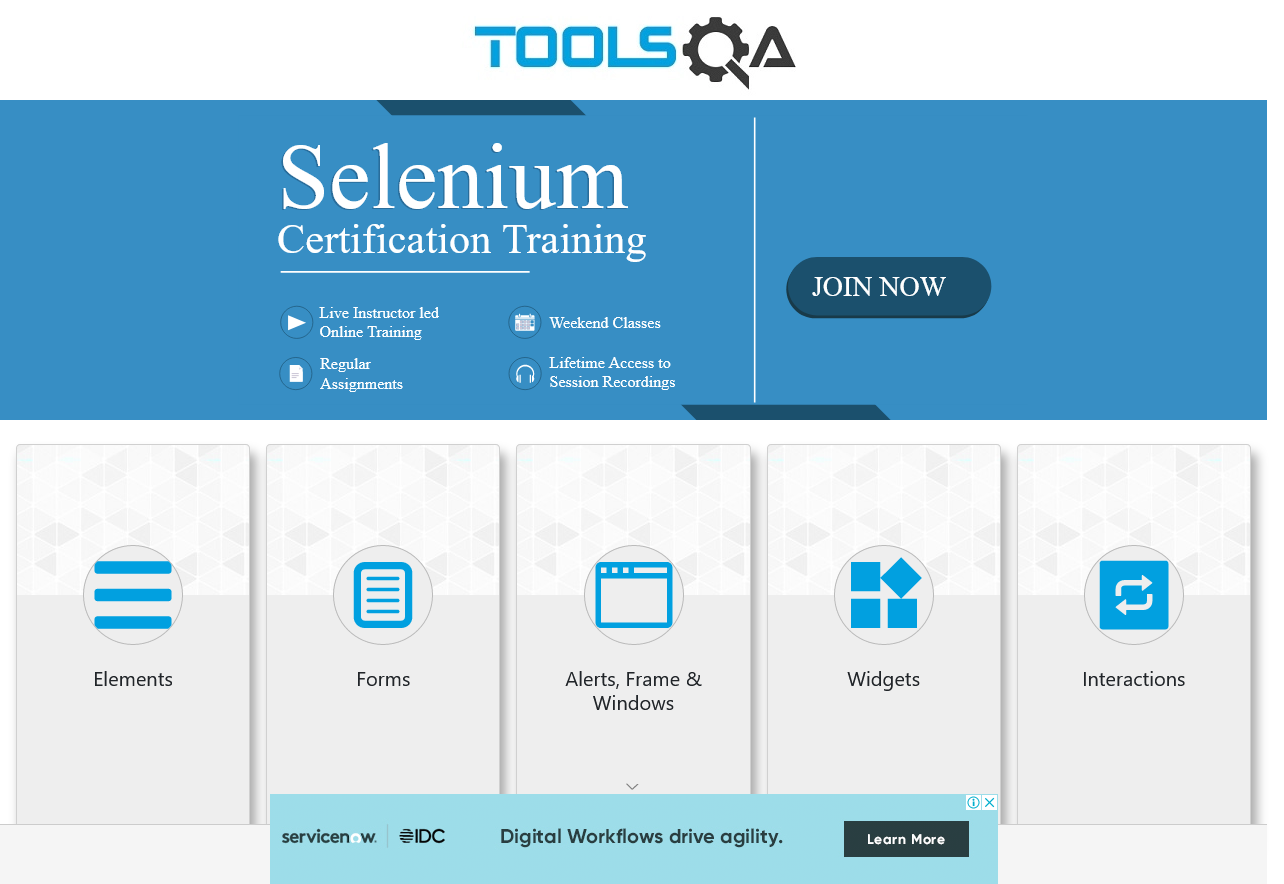 TOOLSQA
Selenium
Certification Training
Live Instructor led
Online Training
Weekend Classes
Regular
Assignments
Lifetime Access to
Session Recordings
JOIN NOW
Elements
Forms
Alerts, Frame &
Windows
Widgets
Interactions
servicenow.
IDC
Digital Workflows drive agility.
Learn More